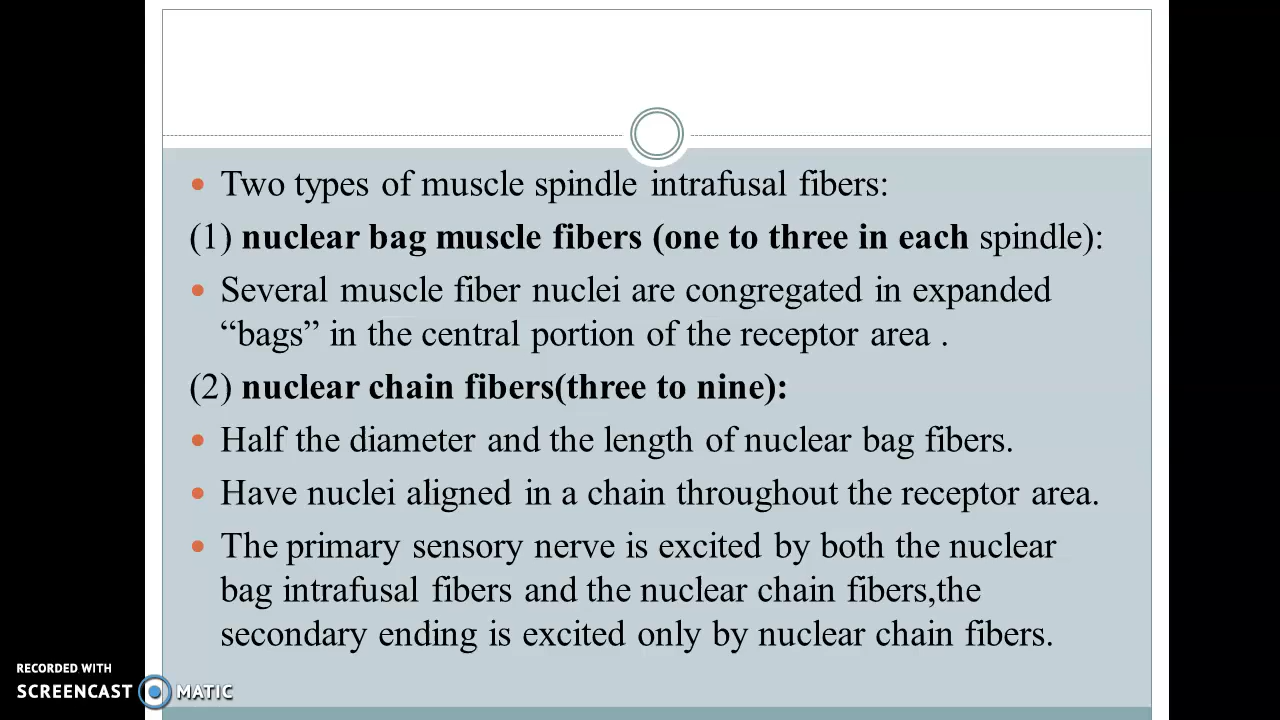 • Two types of muscle spindle intrafusal fibers:
(1) nuclear bag muscle fibers (one to three in each spindle):
• Several muscle fiber nuclei are congregated in expanded
“bags” in the central portion of the receptor area .
(2) nuclear chain fibers(three to nine):
• Half the diameter and the length of nuclear bag fibers.
• Have nuclei aligned in a chain throughout the receptor area.
• The primary sensory nerve is excited by both the nuclear
bag intrafusal fibers and the nuclear chain fibers,the
secondary ending is excited only by nuclear chain fibers.
RECORDED WITH
SCREENCAST MATIC